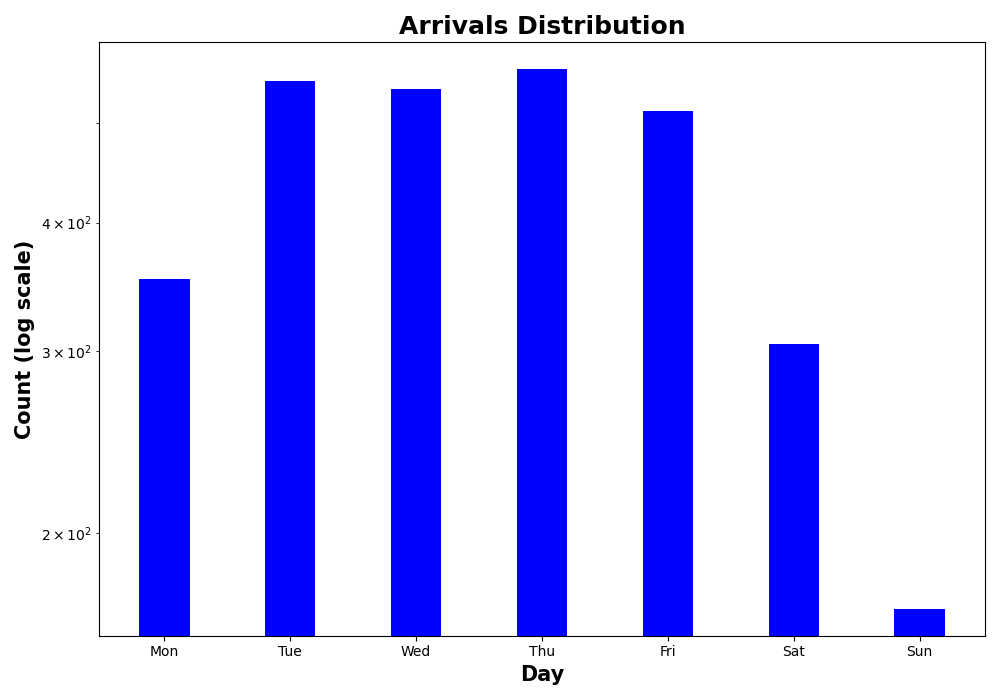 Arrivals Distribution
Count (log scale)
4 × 10²
3 × 10²
2 × 10²
Mon Tue Wed Thu Fri Sat Sun
Day